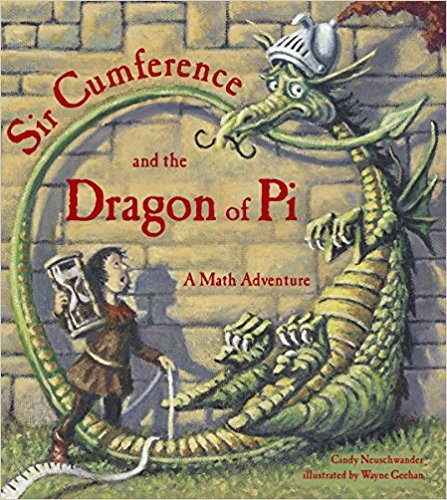 Sir Cumference
and the
Dragon of Pi
A Math Adventure
Cindy Neuschwander
illustrated by Wayne Geehan